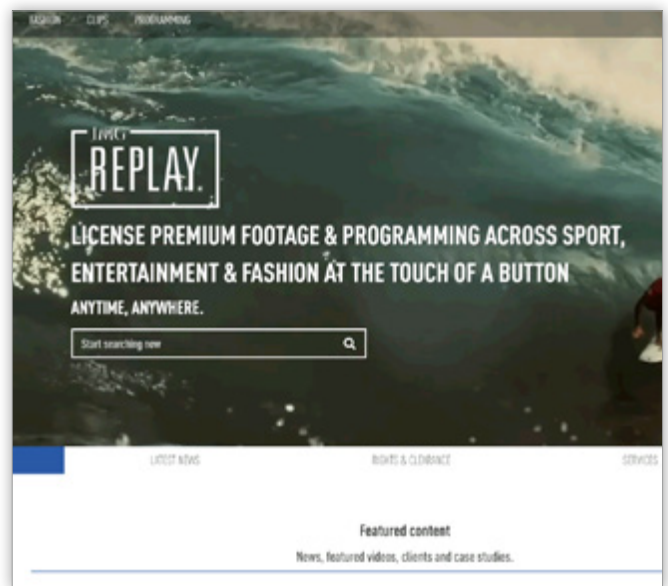 FASHION CLIPS PROGRAMMING
IMG
REPLAY.
LICENSE PREMIUM FOOTAGE & PROGRAMMING ACROSS SPORT,
ENTERTAINMENT & FASHION AT THE TOUCH OF A BUTTON
ANYTIME, ANYWHERE.
Start searching now
LATEST NEWS RIGHTS & CLEARANCE SERVICES
Featured content
News, featured videos, clients and case studies.